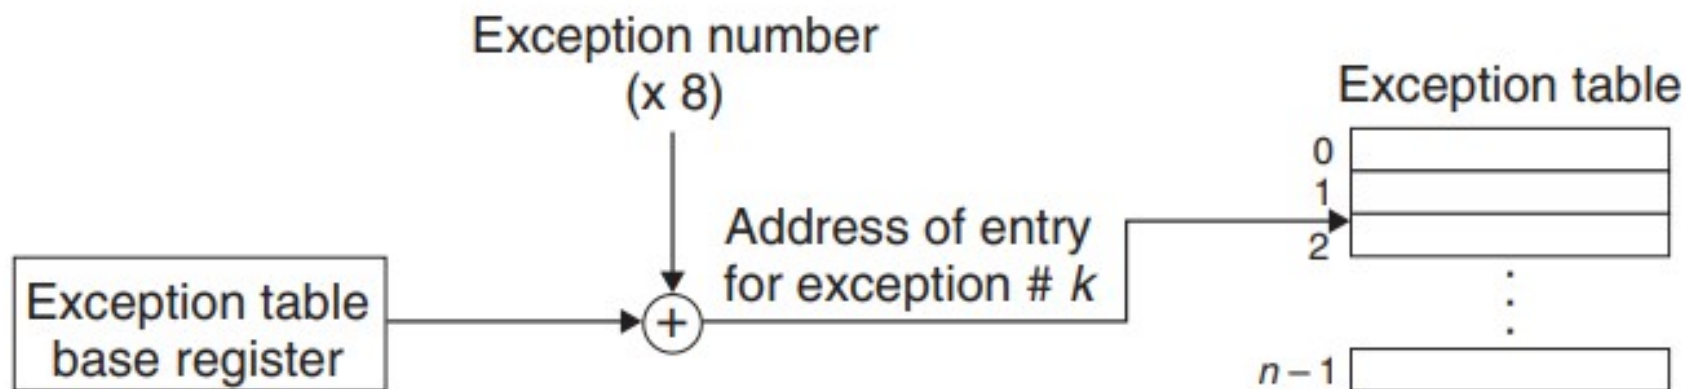 Exception number
(x 8)
Exception table
0
1
2
Address of entry
for exception # k
Exception table
base register
+
n – 1